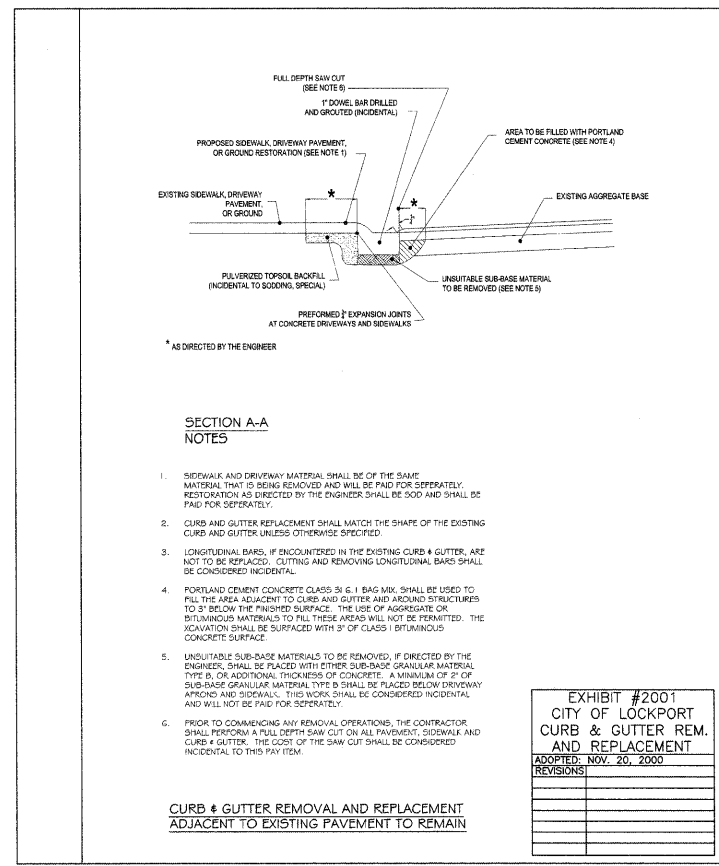 FULL DEPTH SAW CUT
(SEE NOTE 6)
1" DOWEL BAR DRILLED
AND GROUTED (INCIDENTAL)
AREA TO BE FILLED WITH PORTLAND
CEMENT CONCRETE (SEE NOTE 4)
PROPOSED SIDEWALK, DRIVEWAY PAVEMENT,
OR GROUND RESTORATION (SEE NOTE 1)
*
*
EXISTING SIDEWALK, DRIVEWAY
PAVEMENT,
OR GROUND
EXISTING AGGREGATE BASE
PULVERIZED TOPSOIL BACKFILL
(INCIDENTAL TO SODDING, SPECIAL)
UNSUITABLE SUB-BASE MATERIAL
TO BE REMOVED (SEE NOTE 5)
PREFORMED EXPANSION JOINTS
AT CONCRETE DRIVEWAYS AND SIDEWALKS
* AS DIRECTED BY THE ENGINEER
SECTION A-A
NOTES
1. SIDEWALK AND DRIVEWAY MATERIAL SHALL BE OF THE SAME
MATERIAL THAT IS BEING REMOVED AND WILL BE PAID FOR SEPERATELY.
RESTORATION AS DIRECTED BY THE ENGINEER SHALL BE SOD AND SHALL BE
PAID FOR SEPERATELY.
2. CURB AND GUTTER REPLACEMENT SHALL MATCH THE SHAPE OF THE EXISTING
CURB AND GUTTER UNLESS OTHERWISE SPECIFIED.
3. LONGITUDINAL BARS, IF ENCOUNTERED IN THE EXISTING CURB & GUTTER, ARE
NOT TO BE REPLACED. CUTTING AND REMOVING LONGITUDINAL BARS SHALL
BE CONSIDERED INCIDENTAL.
4. PORTLAND CEMENT CONCRETE CLASS SI 6.1 BAG MIX, SHALL BE USED TO
FILL THE AREA ADJACENT TO CURB AND GUTTER AND AROUND STRUCTURES
TO 3" BELOW THE FINISHED SURFACE. THE USE OF AGGREGATE OR
BITUMINOUS MATERIALS TO FILL THESE AREAS WILL NOT BE PERMITTED. THE
XCAVATION SHALL BE SURFACED WITH 3" OF CLASS I BITUMINOUS
CONCRETE SURFACE.
5. UNSUITABLE SUB-BASE MATERIALS TO BE REMOVED, IF DIRECTED BY THE
ENGINEER, SHALL BE PLACED WITH EITHER SUB-BASE GRANULAR MATERIAL
TYPE B, OR ADDITIONAL THICKNESS OF CONCRETE. A MINIMUM OF 2" OF
SUB-BASE GRANULAR MATERIAL TYPE B SHALL BE PLACED BELOW DRIVEWAY
APRONS AND SIDEWALK. THIS WORK SHALL BE CONSIDERED INCIDENTAL
AND WILL NOT BE PAID FOR SEPERATELY.
6. PRIOR TO COMMENCING ANY REMOVAL OPERATIONS, THE CONTRACTOR
SHALL PERFORM A FULL DEPTH SAW CUT ON ALL PAVEMENT, SIDEWALK AND
CURB & GUTTER. THE COST OF THE SAW CUT SHALL BE CONSIDERED
INCIDENTAL TO THIS PAY ITEM.
CURB & GUTTER REMOVAL AND REPLACEMENT
ADJACENT TO EXISTING PAVEMENT TO REMAIN
EXHIBIT #2001
CITY OF LOCKPORT
CURB & GUTTER REM.
AND REPLACEMENT
ADOPTED: NOV. 20, 2000
REVISIONS